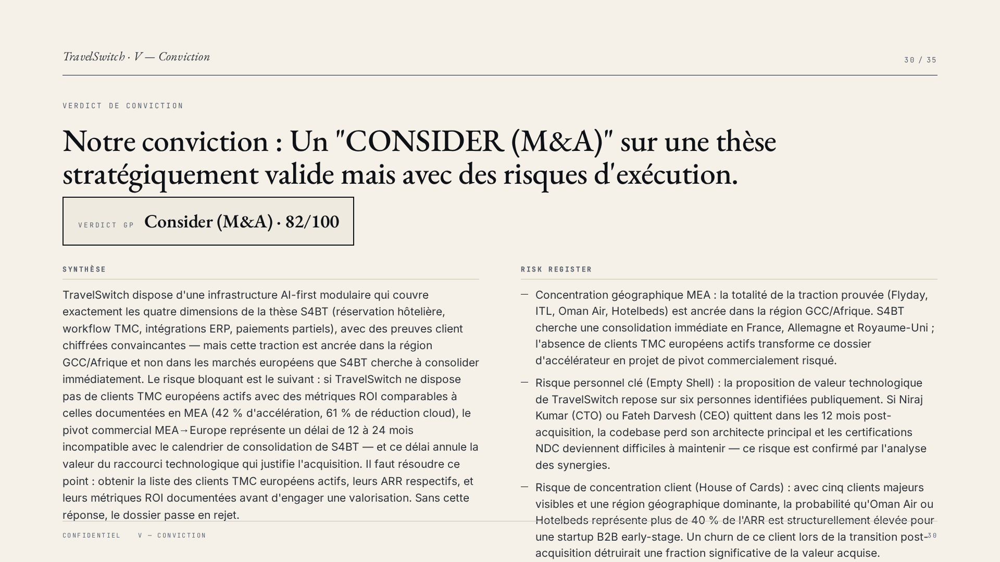 TravelSwitch · V — Conviction
30 / 35
VERDICT DE CONVICTION
Notre conviction : Un "CONSIDER (M&A)" sur une thèse
stratégiquement valide mais avec des risques d'exécution.
VERDICT GP Consider (M&A) · 82/100
SYNTHÈSE
TravelSwitch dispose d'une infrastructure AI-first modulaire qui couvre
exactement les quatre dimensions de la thèse S4BT (réservation hôtelière,
workflow TMC, intégrations ERP, paiements partiels), avec des preuves client
chiffrées convaincantes — mais cette traction est ancrée dans la région
GCC/Afrique et non dans les marchés européens que S4BT cherche à consolider
immédiatement. Le risque bloquant est le suivant : si TravelSwitch ne dispose
pas de clients TMC européens actifs avec des métriques ROI comparables à
celles documentées en MEA (42 % d'accélération, 61 % de réduction cloud), le
pivot commercial MEA→Europe représente un délai de 12 à 24 mois
incompatible avec le calendrier de consolidation de S4BT — et ce délai annule la
valeur du raccourci technologique qui justifie l'acquisition. Il faut résoudre ce
point : obtenir la liste des clients TMC européens actifs, leurs ARR respectifs, et
leurs métriques ROI documentées avant d'engager une valorisation. Sans cette
réponse, le dossier passe en rejet.
RISK REGISTER
— Concentration géographique MEA : la totalité de la traction prouvée (Flyday,
ITL, Oman Air, Hotelbeds) est ancrée dans la région GCC/Afrique. S4BT
cherche une consolidation immédiate en France, Allemagne et Royaume-Uni ;
l'absence de clients TMC européens actifs transforme ce dossier
d'accélérateur en projet de pivot commercialement risqué.
— Risque personnel clé (Empty Shell) : la proposition de valeur technologique
de TravelSwitch repose sur six personnes identifiées publiquement. Si Niraj
Kumar (CTO) ou Fateh Darvesh (CEO) quittent dans les 12 mois post-
acquisition, la codebase perd son architecte principal et les certifications
NDC deviennent difficiles à maintenir — ce risque est confirmé par l'analyse
des synergies.
— Risque de concentration client (House of Cards) : avec cinq clients majeurs
visibles et une région géographique dominante, la probabilité qu'Oman Air ou
Hotelbeds représente plus de 40 % de l'ARR est structurellement élevée pour
une startup B2B early-stage. Un churn de ce client lors de la transition post-
acquisition détruirait une fraction significative de la valeur acquise.
CONFIDENTIEL V — CONVICTION
30